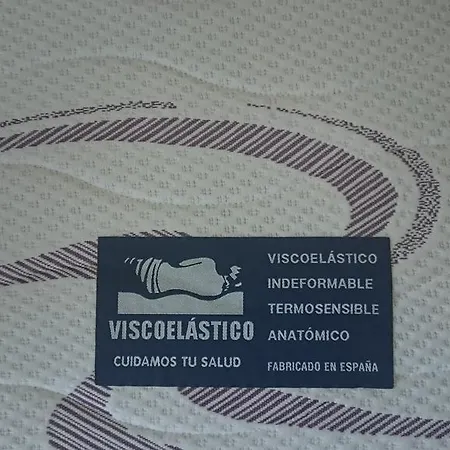 VISCOELÁSTICO
CUIDAMOS TU SALUD
VISCOELÁSTICO
INDEFORMABLE
TERMOSENSIBLE
ANATÓMICO
FABRICADO EN ESPAÑA